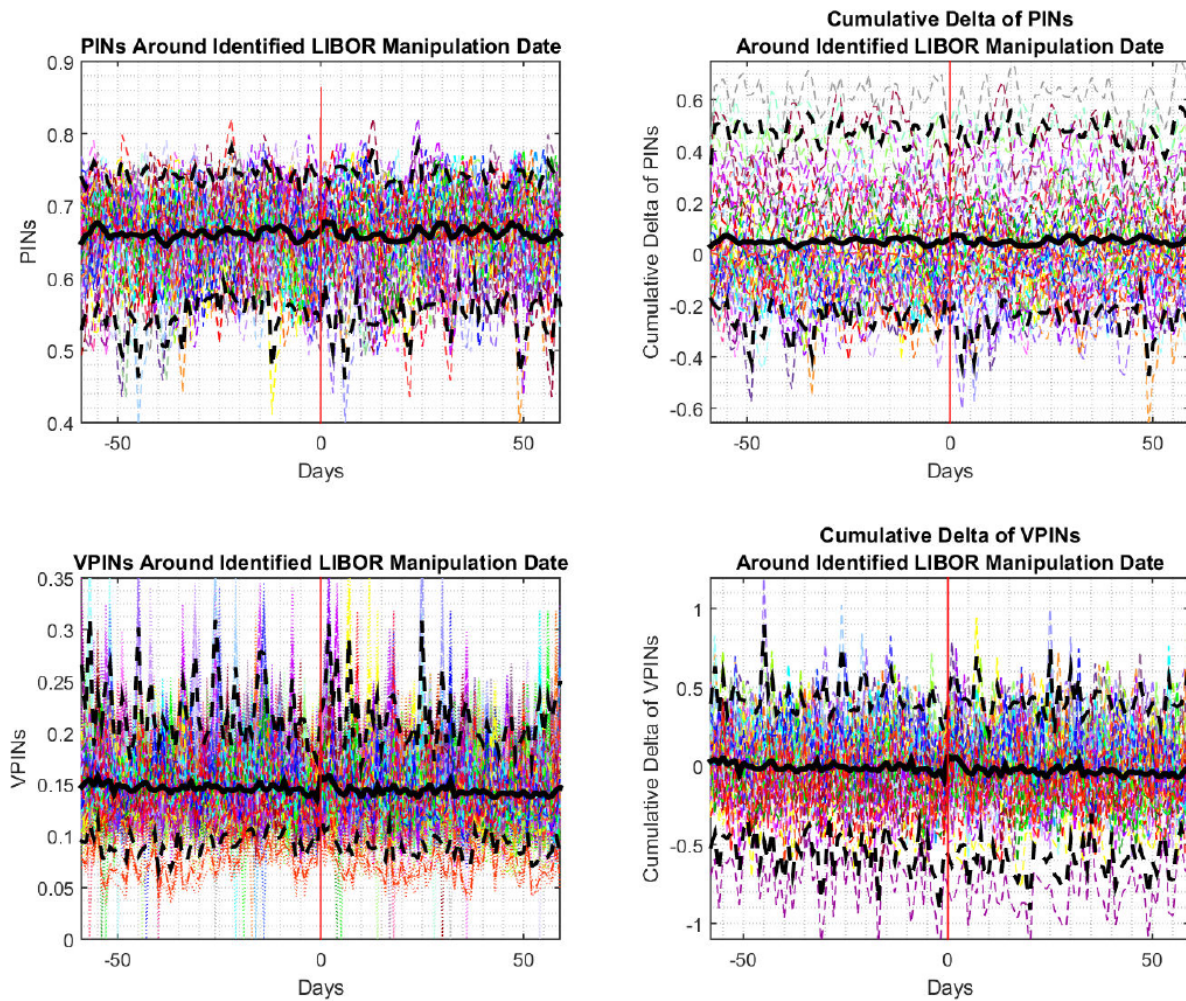 PINs Around Identified LIBOR Manipulation Date
0.9
0.8
0.7
0.6
0.5
0.4
PINs
-50
0
50
Days
Cumulative Delta of PINs
Around Identified LIBOR Manipulation Date
0.6
0.4
0.2
0
-0.2
-0.4
-0.6
Cumulative Delta of PINs
-50
0
50
Days
VPINs Around Identified LIBOR Manipulation Date
0.35
0.3
0.25
0.2
0.15
0.1
0.05
0
VPINs
-50
0
50
Days
Cumulative Delta of VPINs
Around Identified LIBOR Manipulation Date
1
0.5
0
-0.5
-1
Cumulative Delta of VPINs
-50
0
50
Days